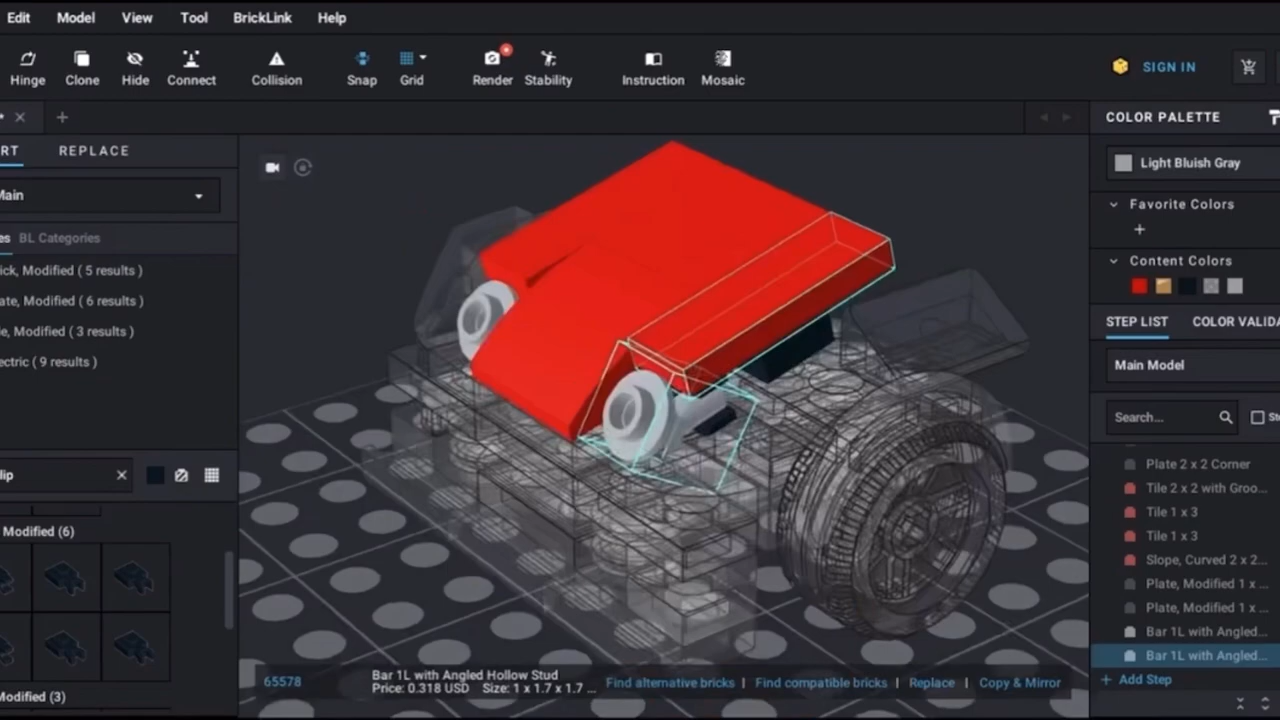 Edit Model View Tool BrickLink Help
Hinge Clone Hide Connect Collision Snap Grid Render Stability Instruction Mosaic
SIGN IN
COLOR PALETTE
RT REPLACE
Light Bluish Gray
Main
Favorite Colors
es BL Categories
Content Colors
ick, Modified ( 5 results )
ate, Modified ( 6 results )
le, Modified ( 3 results )
ectric ( 9 results )
STEP LIST COLOR VALIDA
Main Model
Search...
St
lip
Plate 2 x 2 Corner
Tile 2 x 2 with Groo...
Tile 1 x 3
Tile 1 x 3
Slope, Curved 2 x 2...
Plate, Modified 1 x ...
Plate, Modified 1 x ...
Bar 1L with Angled...
Bar 1L with Angled...
Add Step
Modified (6)
Modified (3)
65578
Bar 1L with Angled Hollow Stud
Price: 0.318 USD Size: 1 x 1.7 x 1.7 ...
Find alternative bricks | Find compatible bricks | Replace | Copy & Mirror